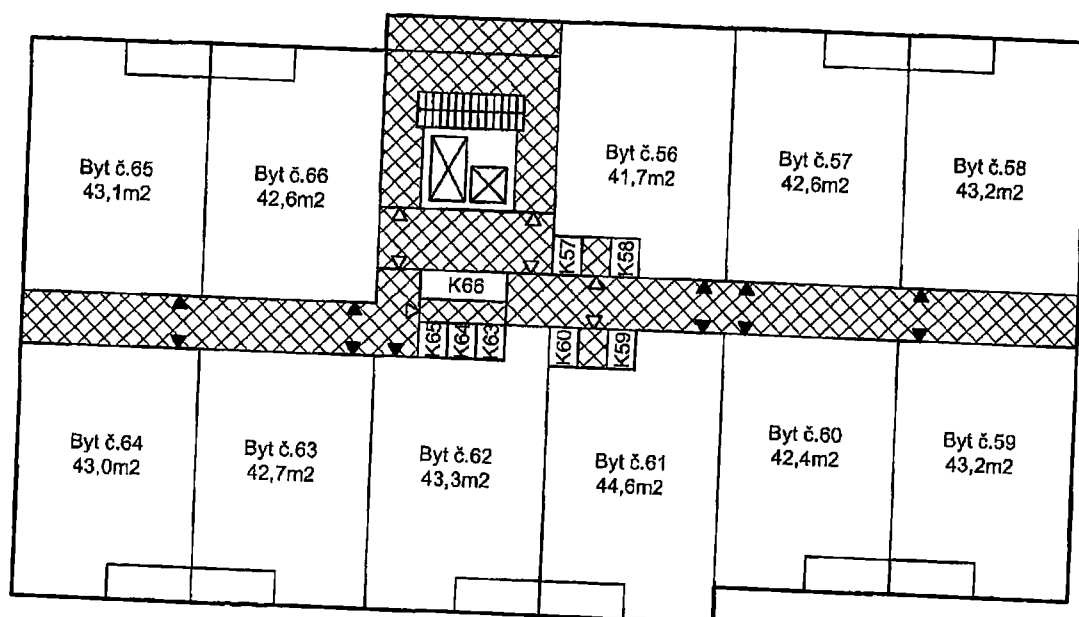 Byt č.65
43,1m2
Byt č.66
42,6m2
Byt č.56
41,7m2
Byt č.57
42,6m2
Byt č.58
43,2m2
K57
K58
K66
K65
K64
K63
K60
K59
Byt č.64
43,0m2
Byt č.63
42,7m2
Byt č.62
43,3m2
Byt č.61
44,6m2
Byt č.60
42,4m2
Byt č.59
43,2m2